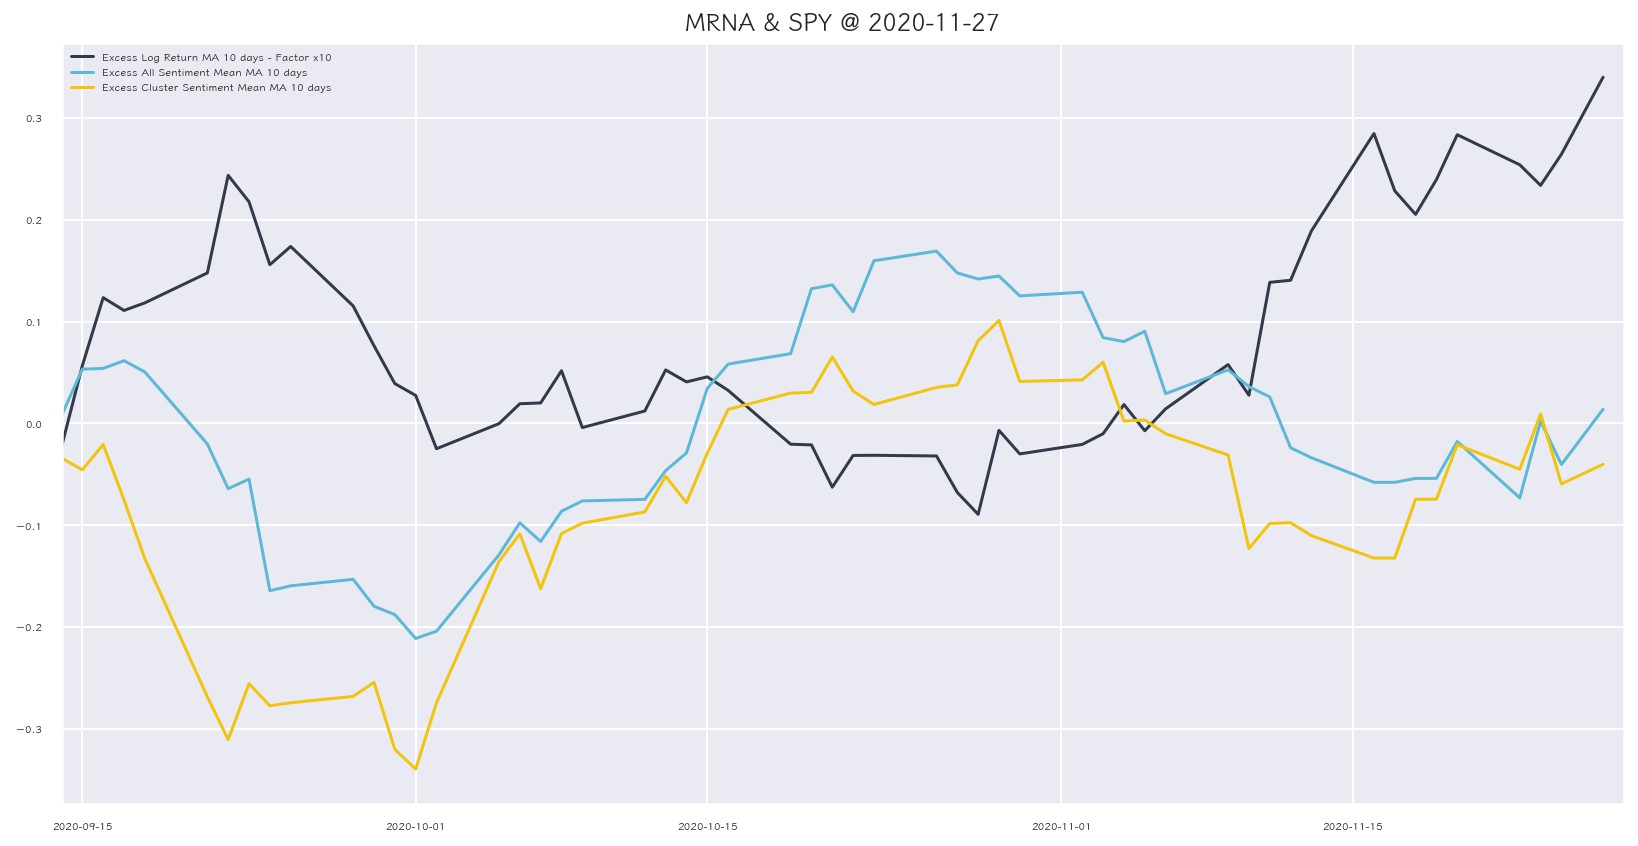 MRNA & SPY @ 2020-11-27
Excess Log Return MA 10 days - Factor x10
Excess All Sentiment Mean MA 10 days
Excess Cluster Sentiment Mean MA 10 days
0.3
0.2
0.1
0.0
−0.1
−0.2
−0.3
2020-09-15 2020-10-01 2020-10-15 2020-11-01 2020-11-15